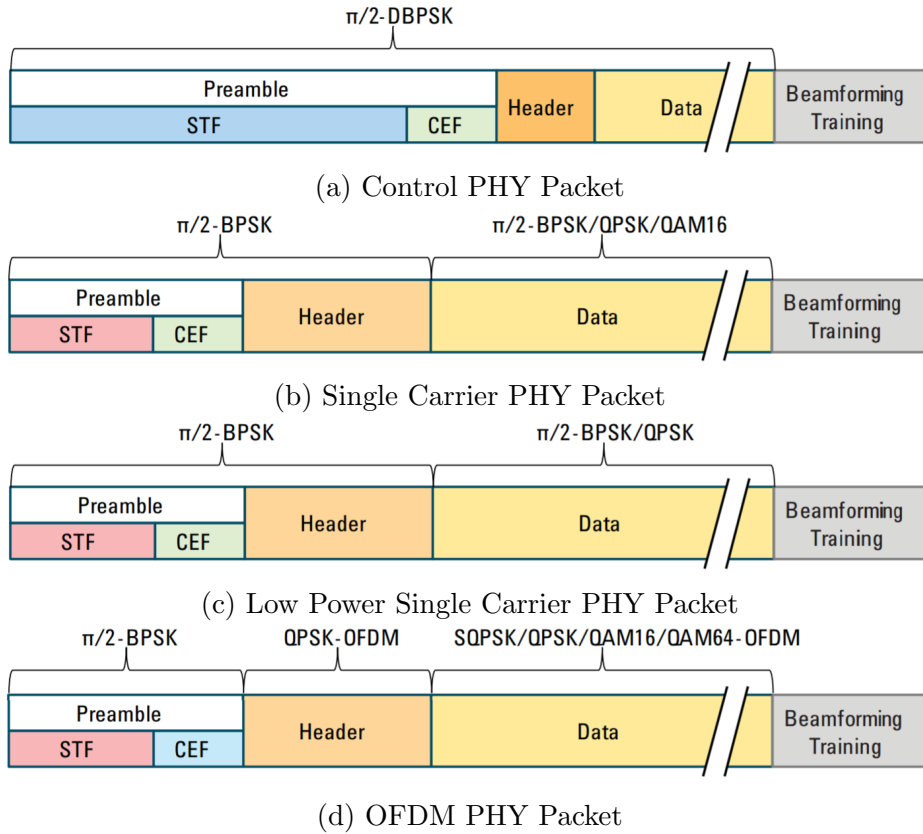 π/2-DBPSK
Preamble
STF
CEF
Header
Data
Beamforming
Training
(a) Control PHY Packet
π/2-BPSK
π/2-BPSK/QPSK/QAM16
Preamble
STF
CEF
Header
Data
Beamforming
Training
(b) Single Carrier PHY Packet
π/2-BPSK
π/2-BPSK/QPSK
Preamble
STF
CEF
Header
Data
Beamforming
Training
(c) Low Power Single Carrier PHY Packet
π/2-BPSK
QPSK-OFDM
SQPSK/QPSK/QAM16/QAM64-OFDM
Preamble
STF
CEF
Header
Data
Beamforming
Training
(d) OFDM PHY Packet